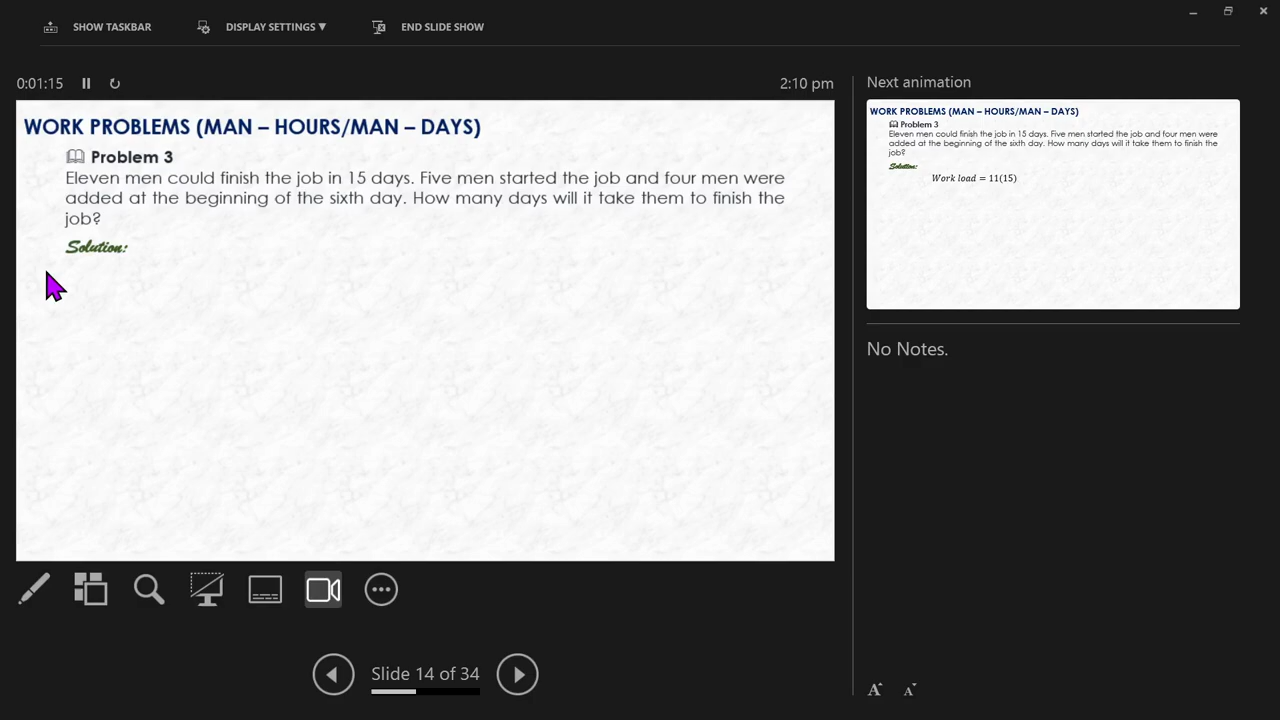 SHOW TASKBAR
DISPLAY SETTINGS ▼
END SLIDE SHOW
0:01:15
2:10 pm
WORK PROBLEMS (MAN – HOURS/MAN – DAYS)
Problem 3
Eleven men could finish the job in 15 days. Five men started the job and four men were
added at the beginning of the sixth day. How many days will it take them to finish the
job?
Solution:
Slide 14 of 34
Next animation
WORK PROBLEMS (MAN – HOURS/MAN – DAYS)
Problem 3
Eleven men could finish the job in 15 days. Five men started the job and four men were
added at the beginning of the sixth day. How many days will it take them to finish the
job?
Solution:
Work load = 11(15)
No Notes.
A A